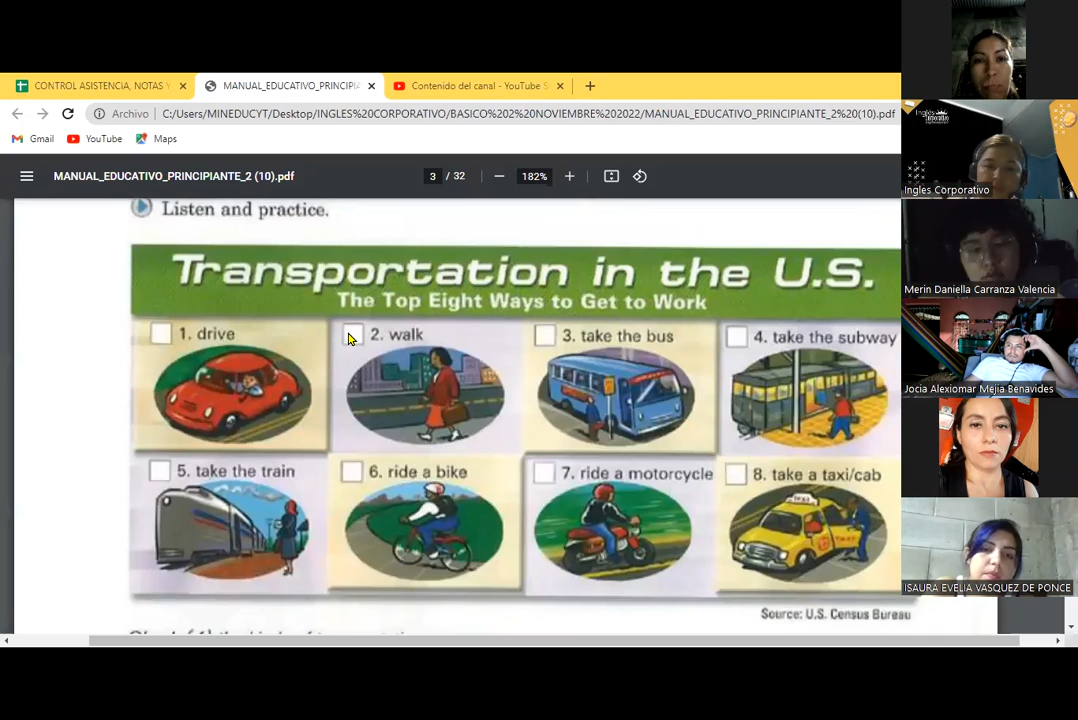 CONTROL ASISTENCIA, NOTAS Y
MANUAL_EDUCATIVO_PRINCIPIA
Contenido del canal - YouTube S
Archivo
C:/Users/MINEDUCYT/Desktop/INGLES%20CORPORATIVO/BASICO%202%20NOVIEMBRE%202022/MANUAL_EDUCATIVO_PRINCIPIANTE_2%20(10).pdf
Gmail
YouTube
Maps
MANUAL_EDUCATIVO_PRINCIPIANTE_2 (10).pdf
3 / 32
182%
Listen and practice.
Transportation in the U.S.
The Top Eight Ways to Get to Work
1. drive
2. walk
3. take the bus
4. take the subway
5. take the train
6. ride a bike
7. ride a motorcycle
8. take a taxi/cab
TAXI
Source: U.S. Census Bureau
Inglés
Corporativo
Ingles Corporativo
Merin Daniella Carranza Valencia
Jocia Alexiomar Mejia Benavides
ISAURA EVELIA VASQUEZ DE PONCE